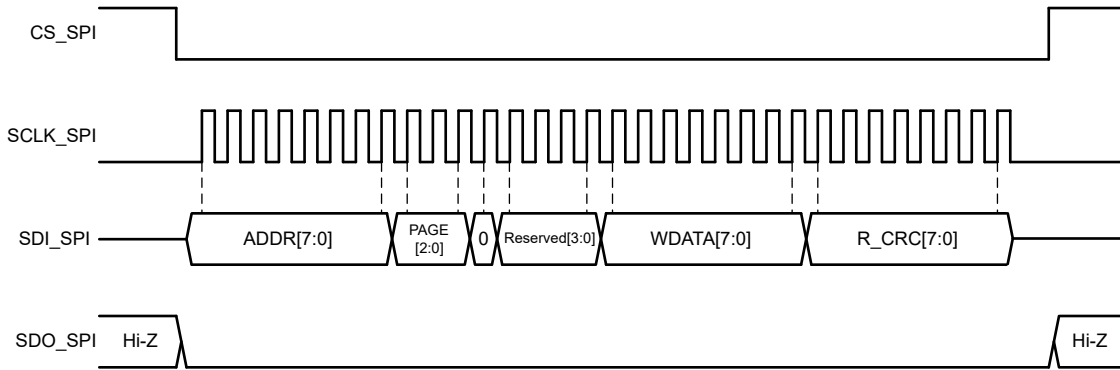 CS_SPI
SCLK_SPI
SDI_SPI
ADDR[7:0]
PAGE
[2:0]
0
Reserved[3:0]
WDATA[7:0]
R_CRC[7:0]
SDO_SPI
Hi-Z
Hi-Z